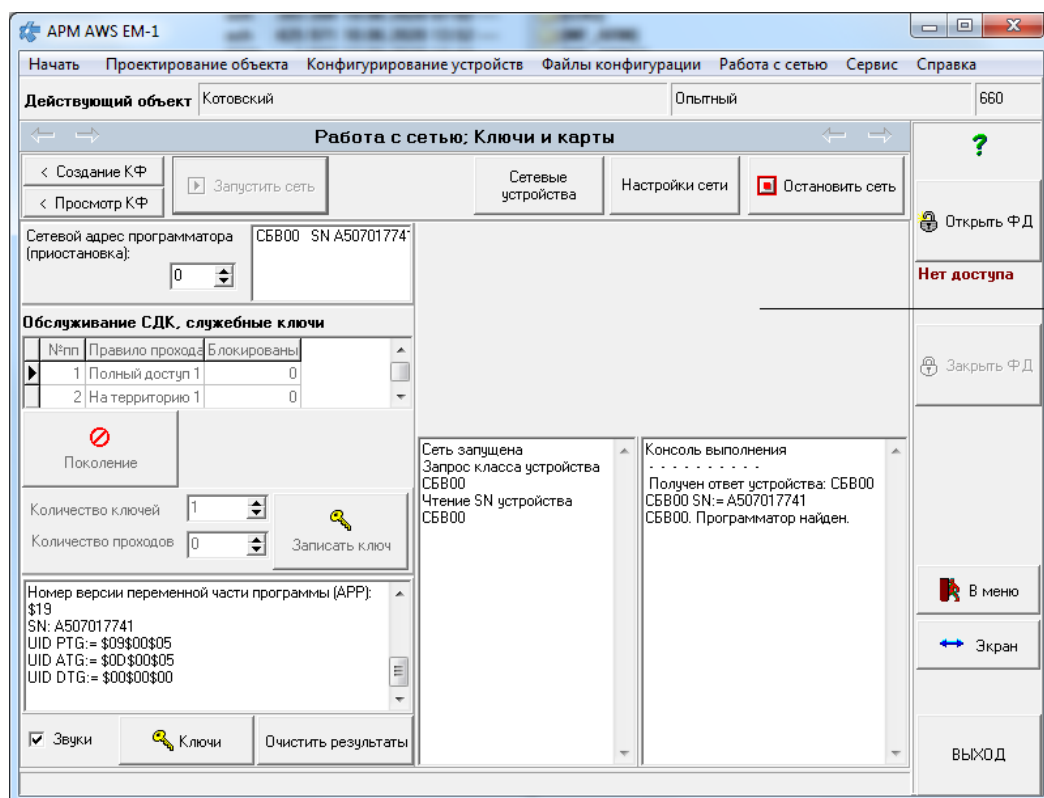 APM AWS EM-1
Начать Проектирование объекта Конфигурирование устройств Файлы конфигурации Работа с сетью Сервис Справка
Действующий объект Котовский Опытный 660
Работа с сетью; Ключи и карты
< Создание КФ
< Просмотр КФ
Запустить сеть
Сетевые
устройства
Настройки сети
Остановить сеть
?
Открыть ФД
Нет доступа
Закрыть ФД
Сетевой адрес программатора
(приостановка):
0
СБВ00 SN A50701774
Обслуживание СДК, служебные ключи
№пп Правило прохода Блокированы
1 Полный доступ 1 0
2 На территорию 1 0
Поколение
Количество ключей 1
Количество проходов 0
Записать ключ
Номер версии переменной части программы (APP):
$19
SN: A507017741
UID PTG:= $09$00$05
UID ATG:= $0D$00$05
UID DTG:= $00$00$00
Звуки
Ключи
Очистить результаты
Сеть запущена
Запрос класса устройства
СБВ00
Чтение SN устройства
СБВ00
Консоль выполнения
- - - - - - - - - -
Получен ответ устройства: СБВ00
СБВ00 SN:= A507017741
СБВ00. Программатор найден.
В меню
Экран
ВЫХОД